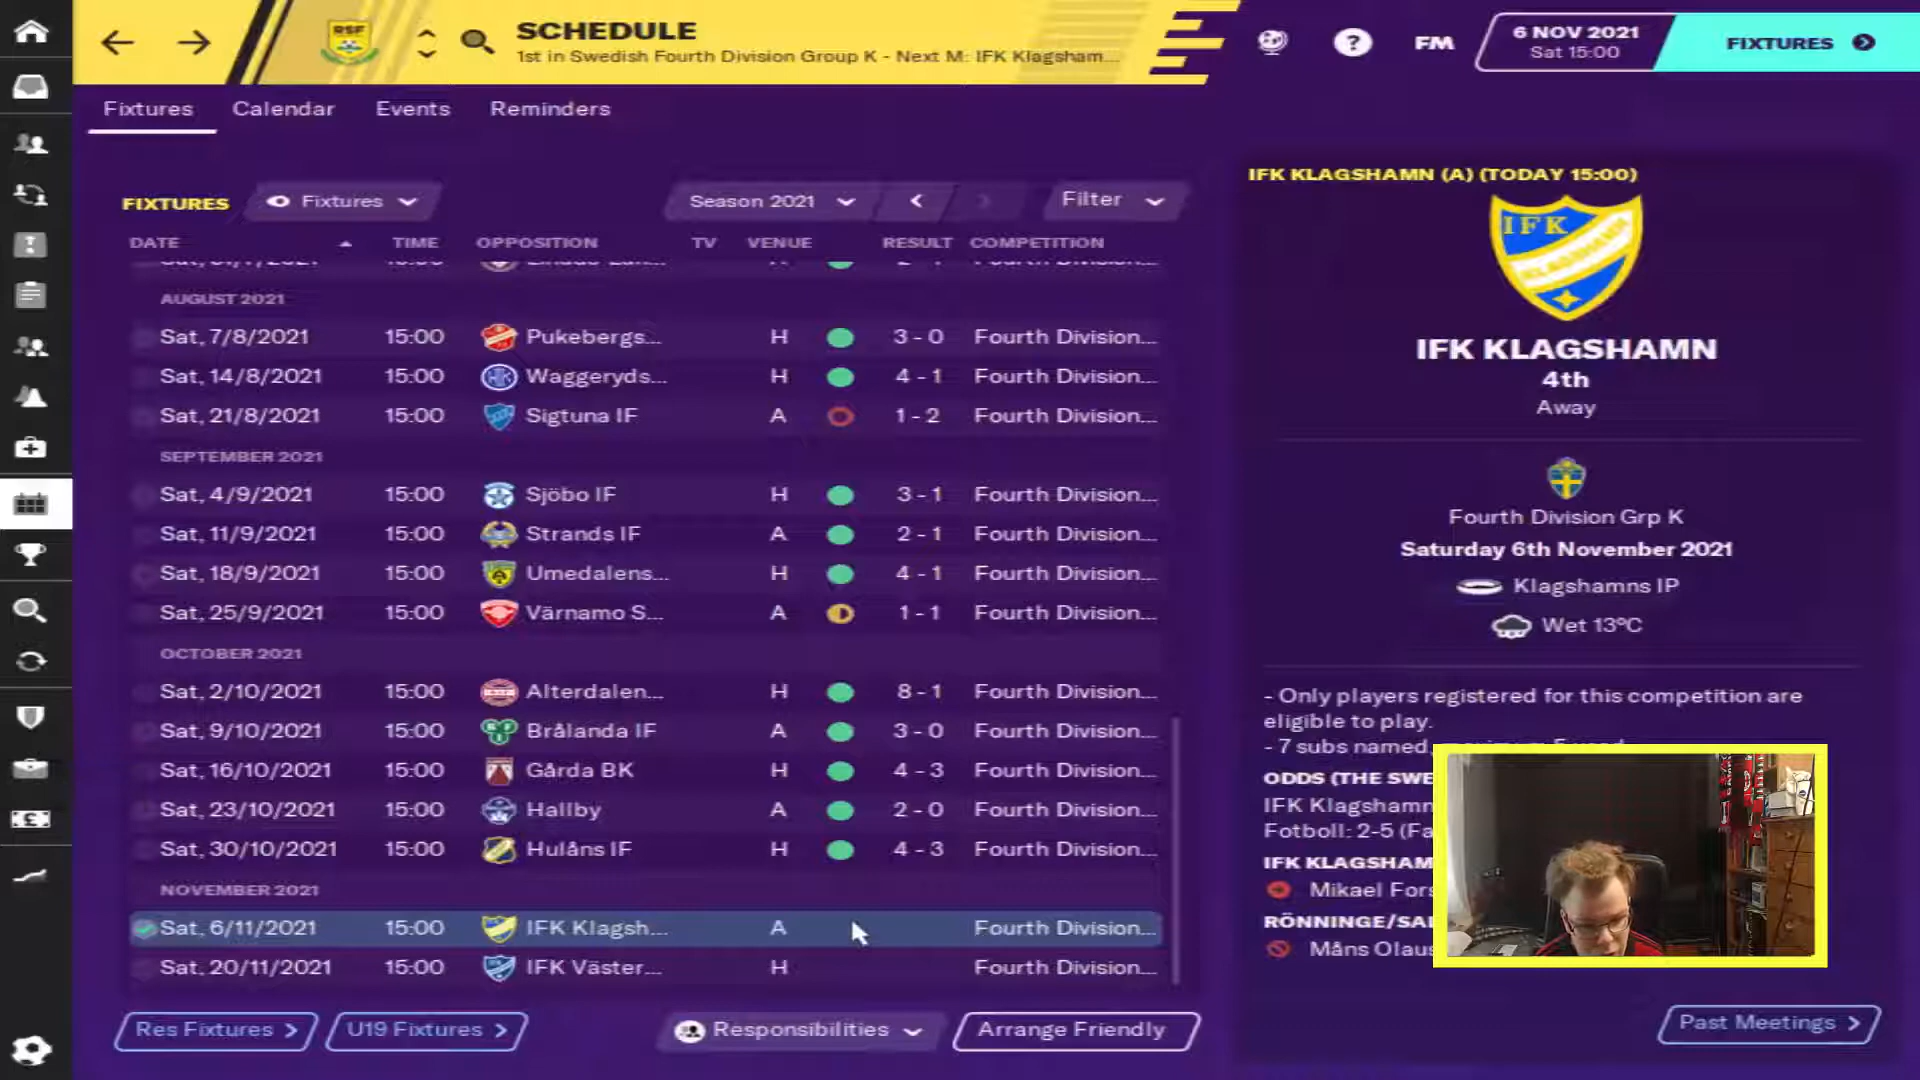 SCHEDULE
1st in Swedish Fourth Division Group K - Next M: IFK Klagsham...
FM
6 NOV 2021
Sat 15:00
FIXTURES
Fixtures Calendar Events Reminders
FIXTURES Fixtures Season 2021 Filter
DATE TIME OPPOSITION TV VENUE RESULT COMPETITION
AUGUST 2021
Sat, 7/8/2021 15:00 Pukebergs... H 3 - 0 Fourth Division...
Sat, 14/8/2021 15:00 Waggeryds... H 4 - 1 Fourth Division...
Sat, 21/8/2021 15:00 Sigtuna IF A 1 - 2 Fourth Division...
SEPTEMBER 2021
Sat, 4/9/2021 15:00 Sjöbo IF H 3 - 1 Fourth Division...
Sat, 11/9/2021 15:00 Strands IF A 2 - 1 Fourth Division...
Sat, 18/9/2021 15:00 Umedalens... H 4 - 1 Fourth Division...
Sat, 25/9/2021 15:00 Värnamo S... A 1 - 1 Fourth Division...
OCTOBER 2021
Sat, 2/10/2021 15:00 Alterdalen... H 8 - 1 Fourth Division...
Sat, 9/10/2021 15:00 Brålanda IF A 3 - 0 Fourth Division...
Sat, 16/10/2021 15:00 Gårda BK H 4 - 3 Fourth Division...
Sat, 23/10/2021 15:00 Hallby A 2 - 0 Fourth Division...
Sat, 30/10/2021 15:00 Hulåns IF H 4 - 3 Fourth Division...
NOVEMBER 2021
Sat, 6/11/2021 15:00 IFK Klagsh... A Fourth Division...
Sat, 20/11/2021 15:00 IFK Väster... H Fourth Division...
Res Fixtures U19 Fixtures Responsibilities Arrange Friendly
IFK KLAGSHAMN (A) (TODAY 15:00)
IFK
KLAGSHAMN
IFK KLAGSHAMN
4th
Away
Fourth Division Grp K
Saturday 6th November 2021
Klagshamns IP
Wet 13°C
- Only players registered for this competition are
eligible to play.
- 7 subs named,
ODDS (THE SWE
IFK Klagshamn
Fotboll: 2-5 (Fa
IFK KLAGSHAM
Mikael Fors
RÖNNINGE/SA
Måns Olaus
Past Meetings
RSF